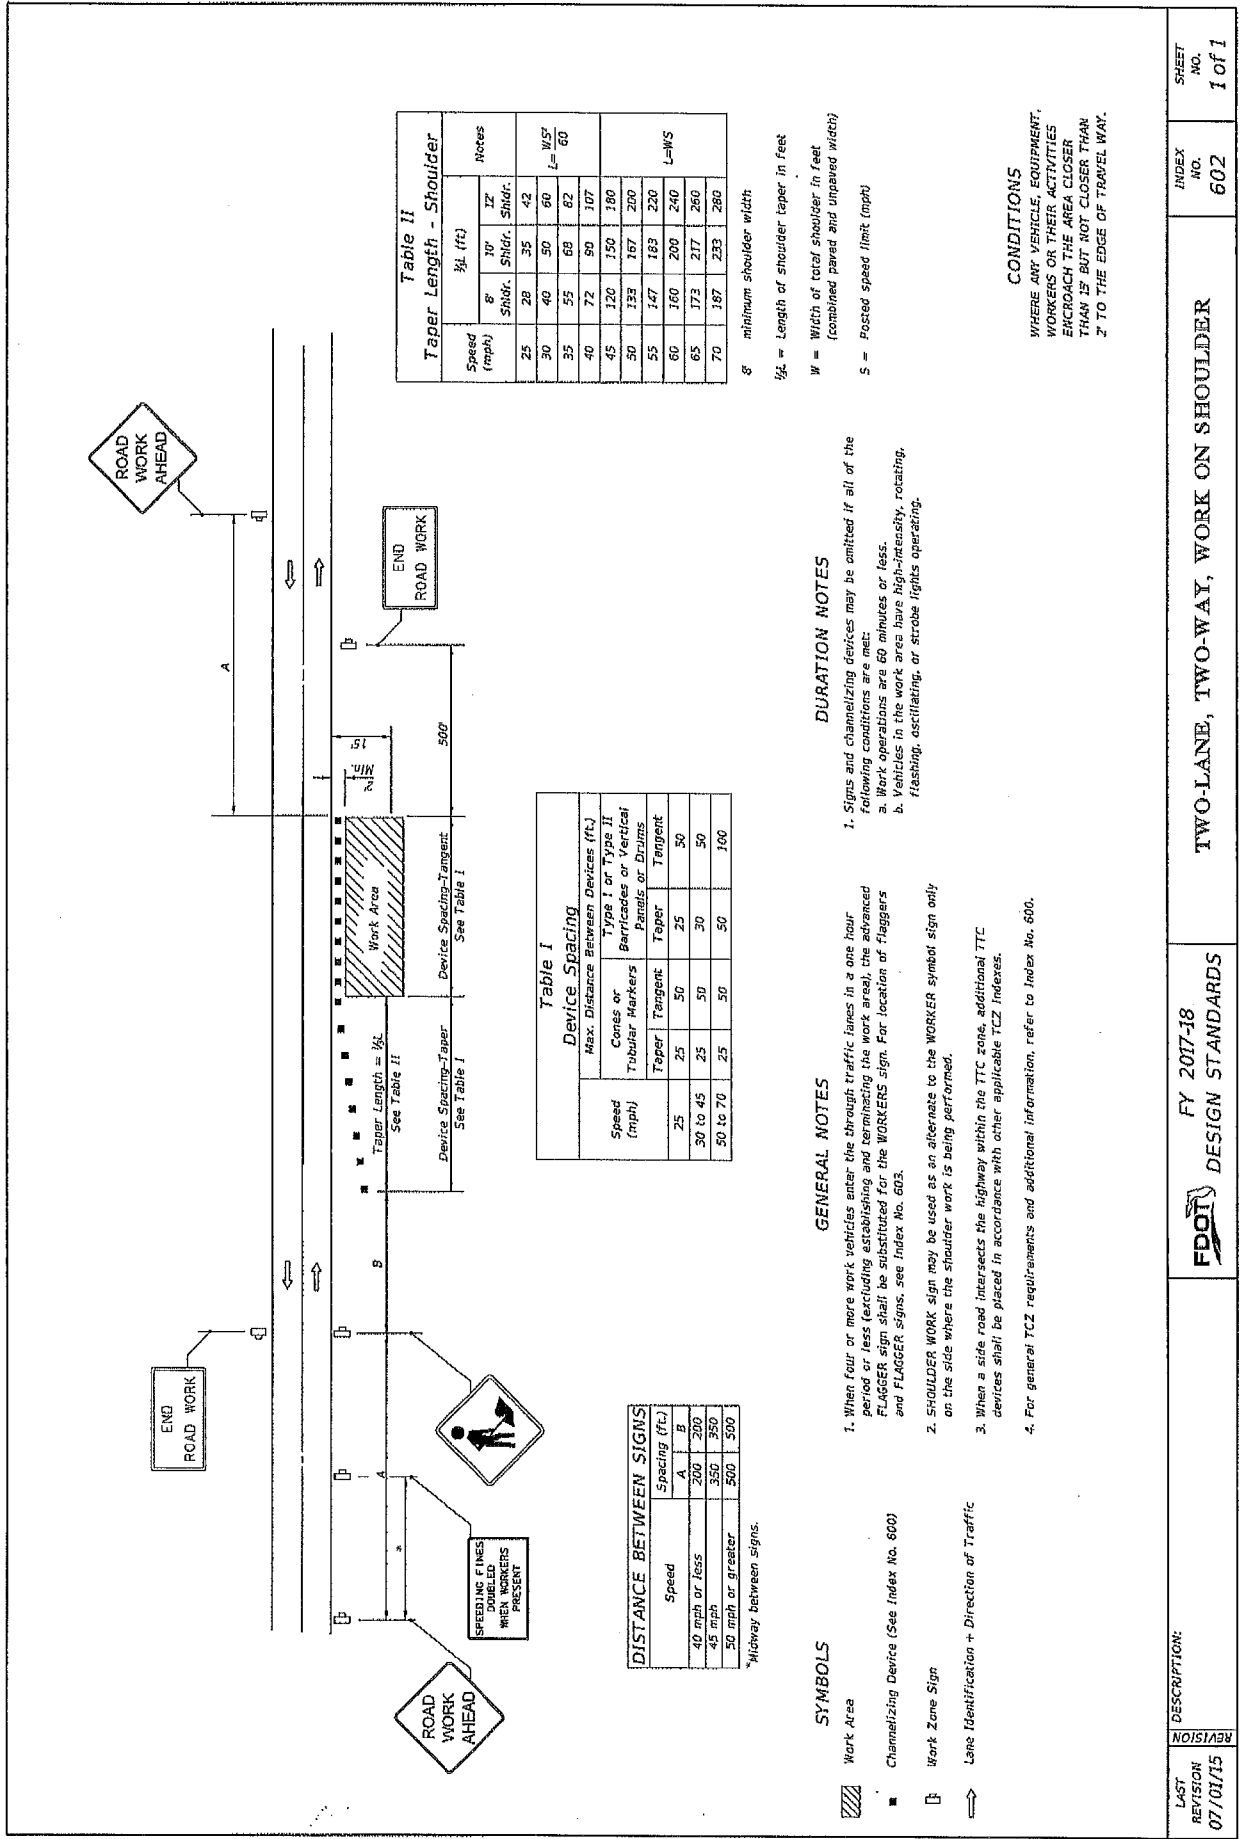 ROAD
WORK
AHEAD
END
ROAD WORK
A
END
ROAD WORK
15'
2'
Min.
500'
Work Area
Device Spacing-Tangent
See Table I
Taper Length = ⅓L
See Table II
Device Spacing-Taper
See Table I
B
A
SPEEDING FINES
DOUBLED
WHEN WORKERS
PRESENT
ROAD
WORK
AHEAD
Table II
Taper Length - Shoulder
Speed (mph) | ⅓L (ft) | Notes
8' Shldr. | 10' Shldr. | 12' Shldr.
25 28 35 42 L= WS²/60
30 40 50 60
35 55 68 82
40 72 90 107
45 120 150 180 L=WS
50 133 167 200
55 147 183 220
60 160 200 240
65 173 217 260
70 187 233 280
8' minimum shoulder width
⅓L = Length of shoulder taper in feet
W = Width of total shoulder in feet
(combined paved and unpaved width)
S = Posted speed limit (mph)
Table I
Device Spacing
Speed (mph) | Max. Distance Between Devices (ft.)
Cones or Tubular Markers | Type I or Type II Barricades or Vertical Panels or Drums
Taper Tangent Taper Tangent
25 25 50 25 50
30 to 45 25 50 30 50
50 to 70 50 50 50 100
DISTANCE BETWEEN SIGNS
Speed | Spacing (ft.)
A B
40 mph or less 200 200
45 mph 350 350
50 mph or greater 500 500
*Midway between signs.
SYMBOLS
Work Area
Channelizing Device (See Index No. 600)
Work Zone Sign
Lane Identification + Direction of Traffic
GENERAL NOTES
1. When four or more work vehicles enter the through traffic lanes in a one hour
period or less (excluding establishing and terminating the work area), the advanced
FLAGGER sign shall be substituted for the WORKERS sign. For location of flaggers
and FLAGGER signs, see Index No. 603.
2. SHOULDER WORK sign may be used as an alternate to the WORKER symbol sign only
on the side where the shoulder work is being performed.
3. When a side road intersects the highway within the TTC zone, additional TTC
devices shall be placed in accordance with other applicable TCZ Indexes.
4. For general TCZ requirements and additional information, refer to Index No. 600.
DURATION NOTES
1. Signs and channelizing devices may be omitted if all of the
following conditions are met:
a. Work operations are 60 minutes or less.
b. Vehicles in the work area have high-intensity, rotating,
flashing, oscillating, or strobe lights operating.
CONDITIONS
WHERE ANY VEHICLE, EQUIPMENT,
WORKERS OR THEIR ACTIVITIES
ENCROACH THE AREA CLOSER
THAN 15' BUT NOT CLOSER THAN
2' TO THE EDGE OF TRAVEL WAY.
LAST
REVISION
07/01/15
REVISION
DESCRIPTION:
FDOT
FY 2017-18
DESIGN STANDARDS
TWO-LANE, TWO-WAY, WORK ON SHOULDER
INDEX
NO.
602
SHEET
NO.
1 of 1